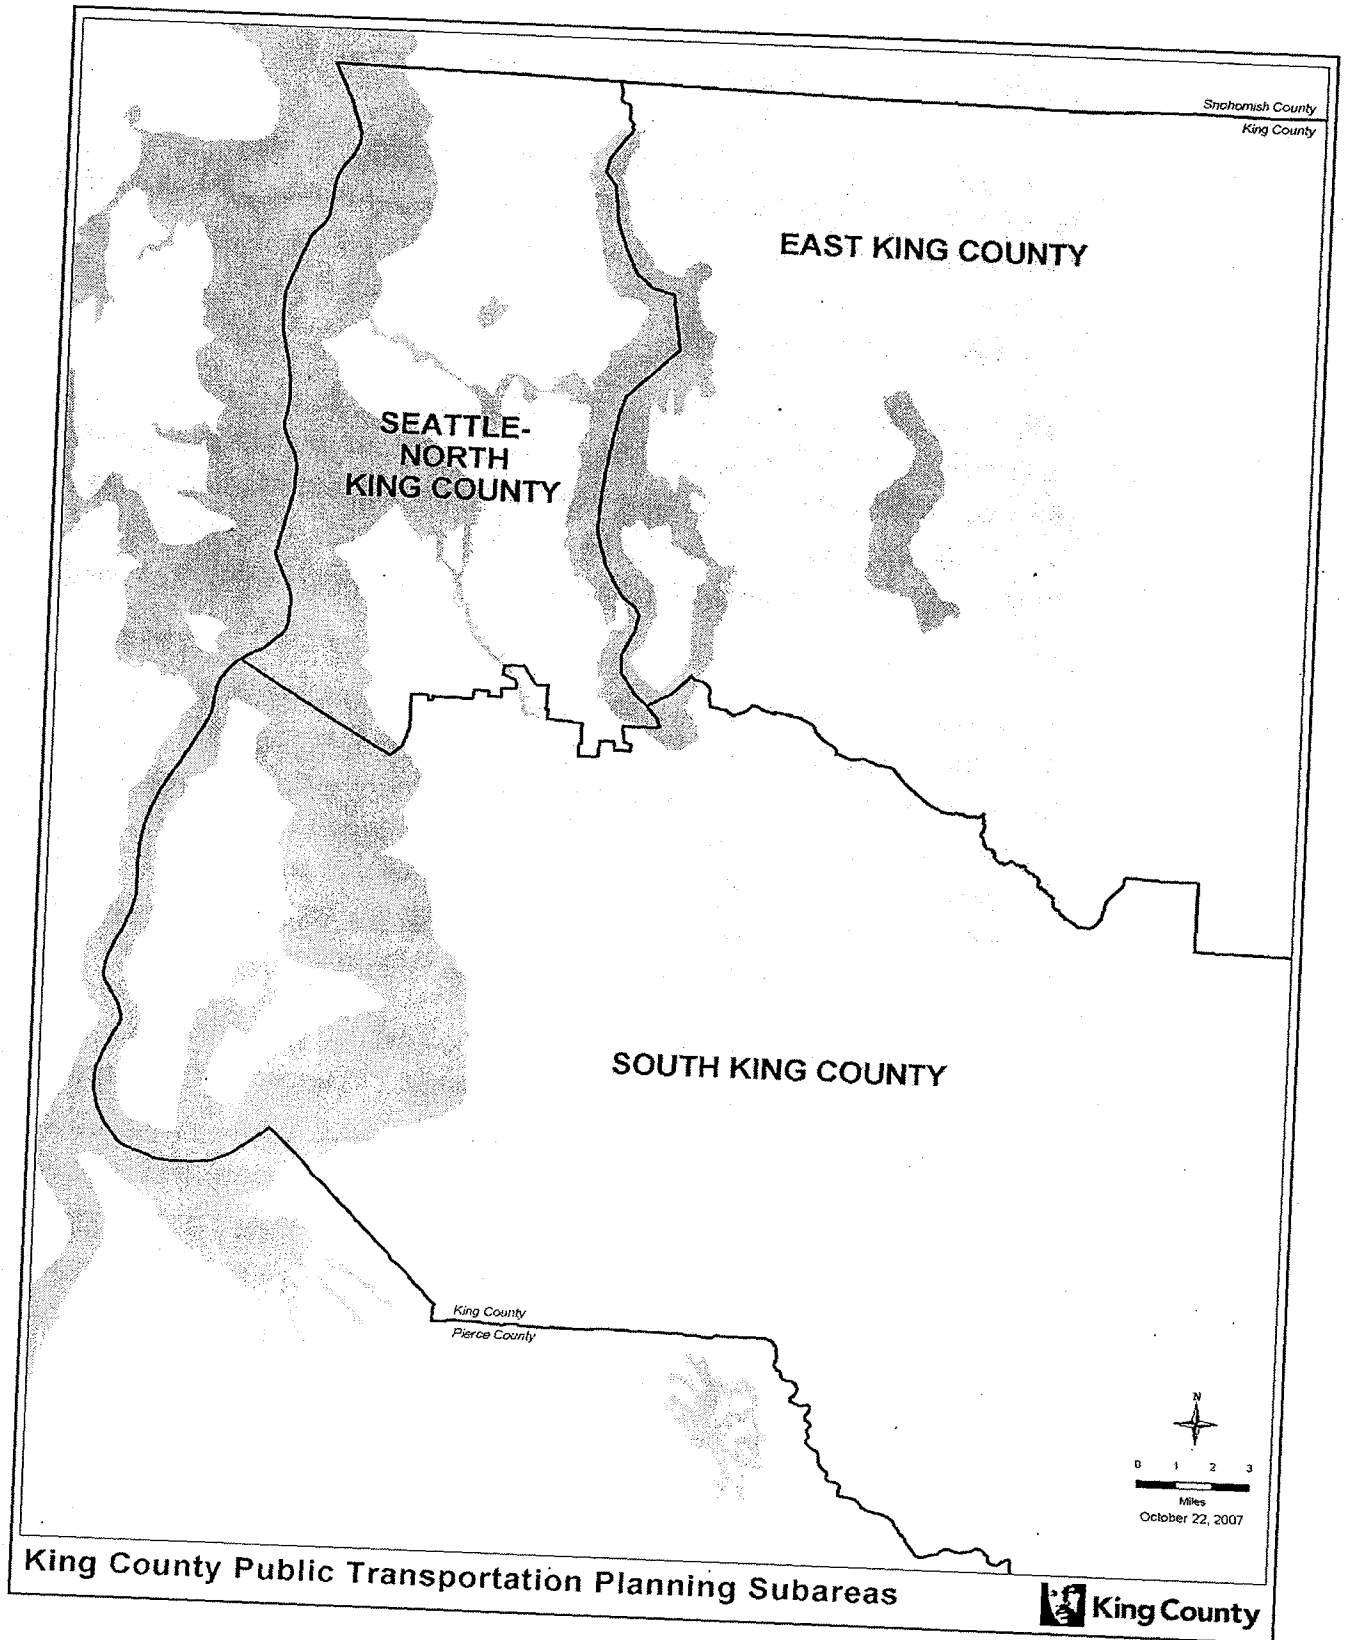 Snohomish County
King County
EAST KING COUNTY
SEATTLE-
NORTH
KING COUNTY
SOUTH KING COUNTY
King County
Pierce County
N
0 1 2 3
Miles
October 22, 2007
King County Public Transportation Planning Subareas
King County